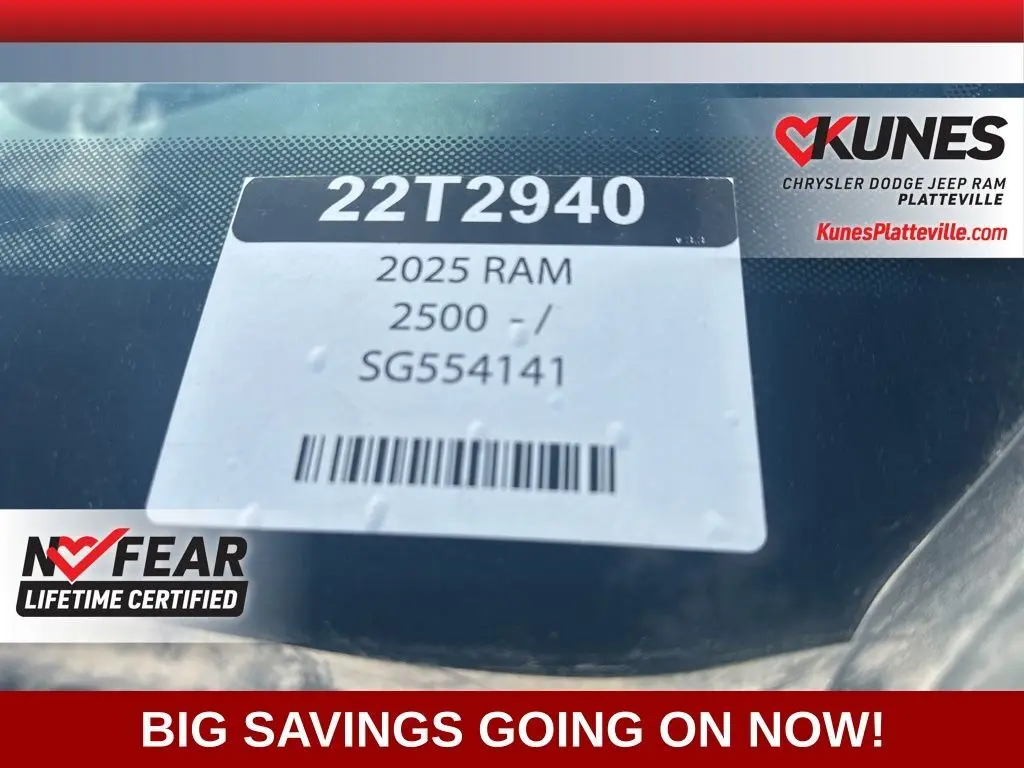 KUNES
CHRYSLER DODGE JEEP RAM
PLATTEVILLE
KunesPlatteville.com
22T2940
2025 RAM
2500 - /
SG554141
NO FEAR
LIFETIME CERTIFIED
BIG SAVINGS GOING ON NOW!